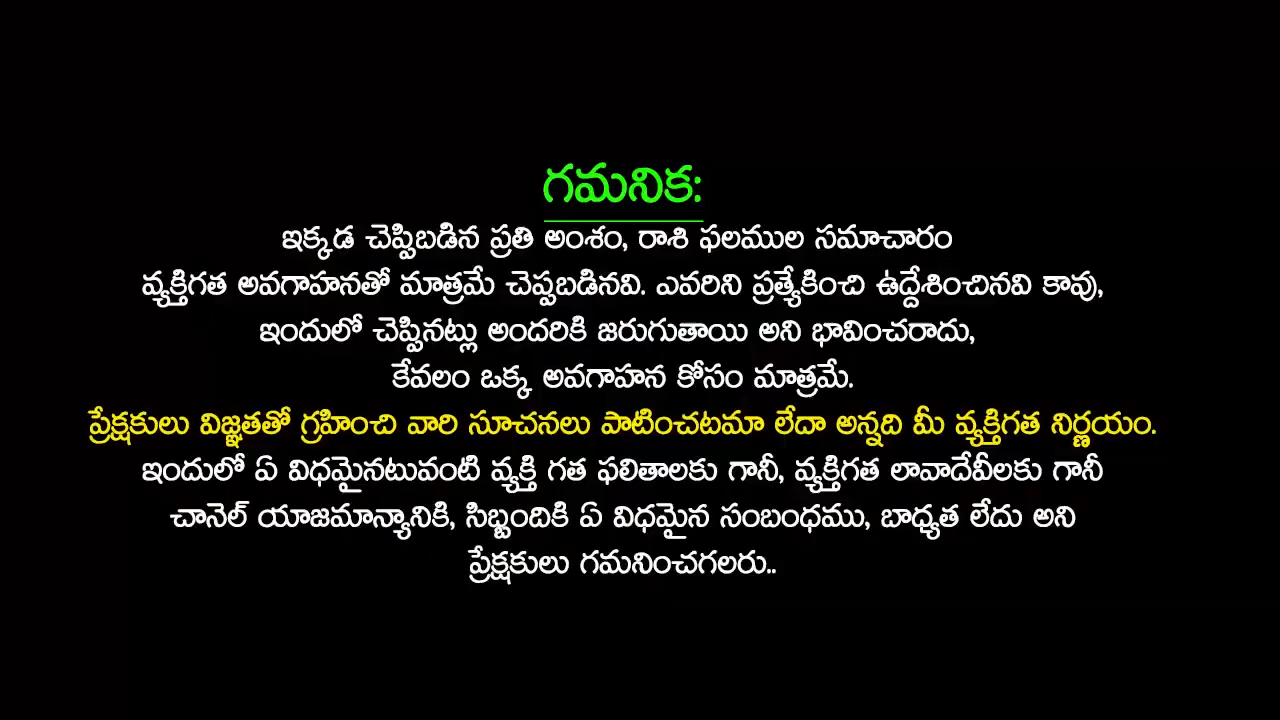 గమనిక:
ఇక్కడ చెప్పిబడిన ప్రతి అంశం, రాశి ఫలముల సమాచారం
వ్యక్తిగత అవగాహనతో మాత్రమే చెప్పబడినవి. ఎవరిని ప్రత్యేకించి ఉద్దేశించినవి కావు,
ఇందులో చెప్పినట్లు అందరికి జరుగుతాయి అని భావించరాదు,
కేవలం ఒక్క అవగాహన కోసం మాత్రమే.
ప్రేక్షకులు విజ్ఞతతో గ్రహించి వారి సూచనలు పాటించటమా లేదా అన్నది మీ వ్యక్తిగత నిర్ణయం.
ఇందులో ఏ విధమైనటువంటి వ్యక్తి గత ఫలితాలకు గానీ, వ్యక్తిగత లావాదేవీలకు గానీ
చానెల్ యాజమాన్యానికి, సిబ్బందికి ఏ విధమైన సంబంధము, బాధ్యత లేదు అని
ప్రేక్షకులు గమనించగలరు..